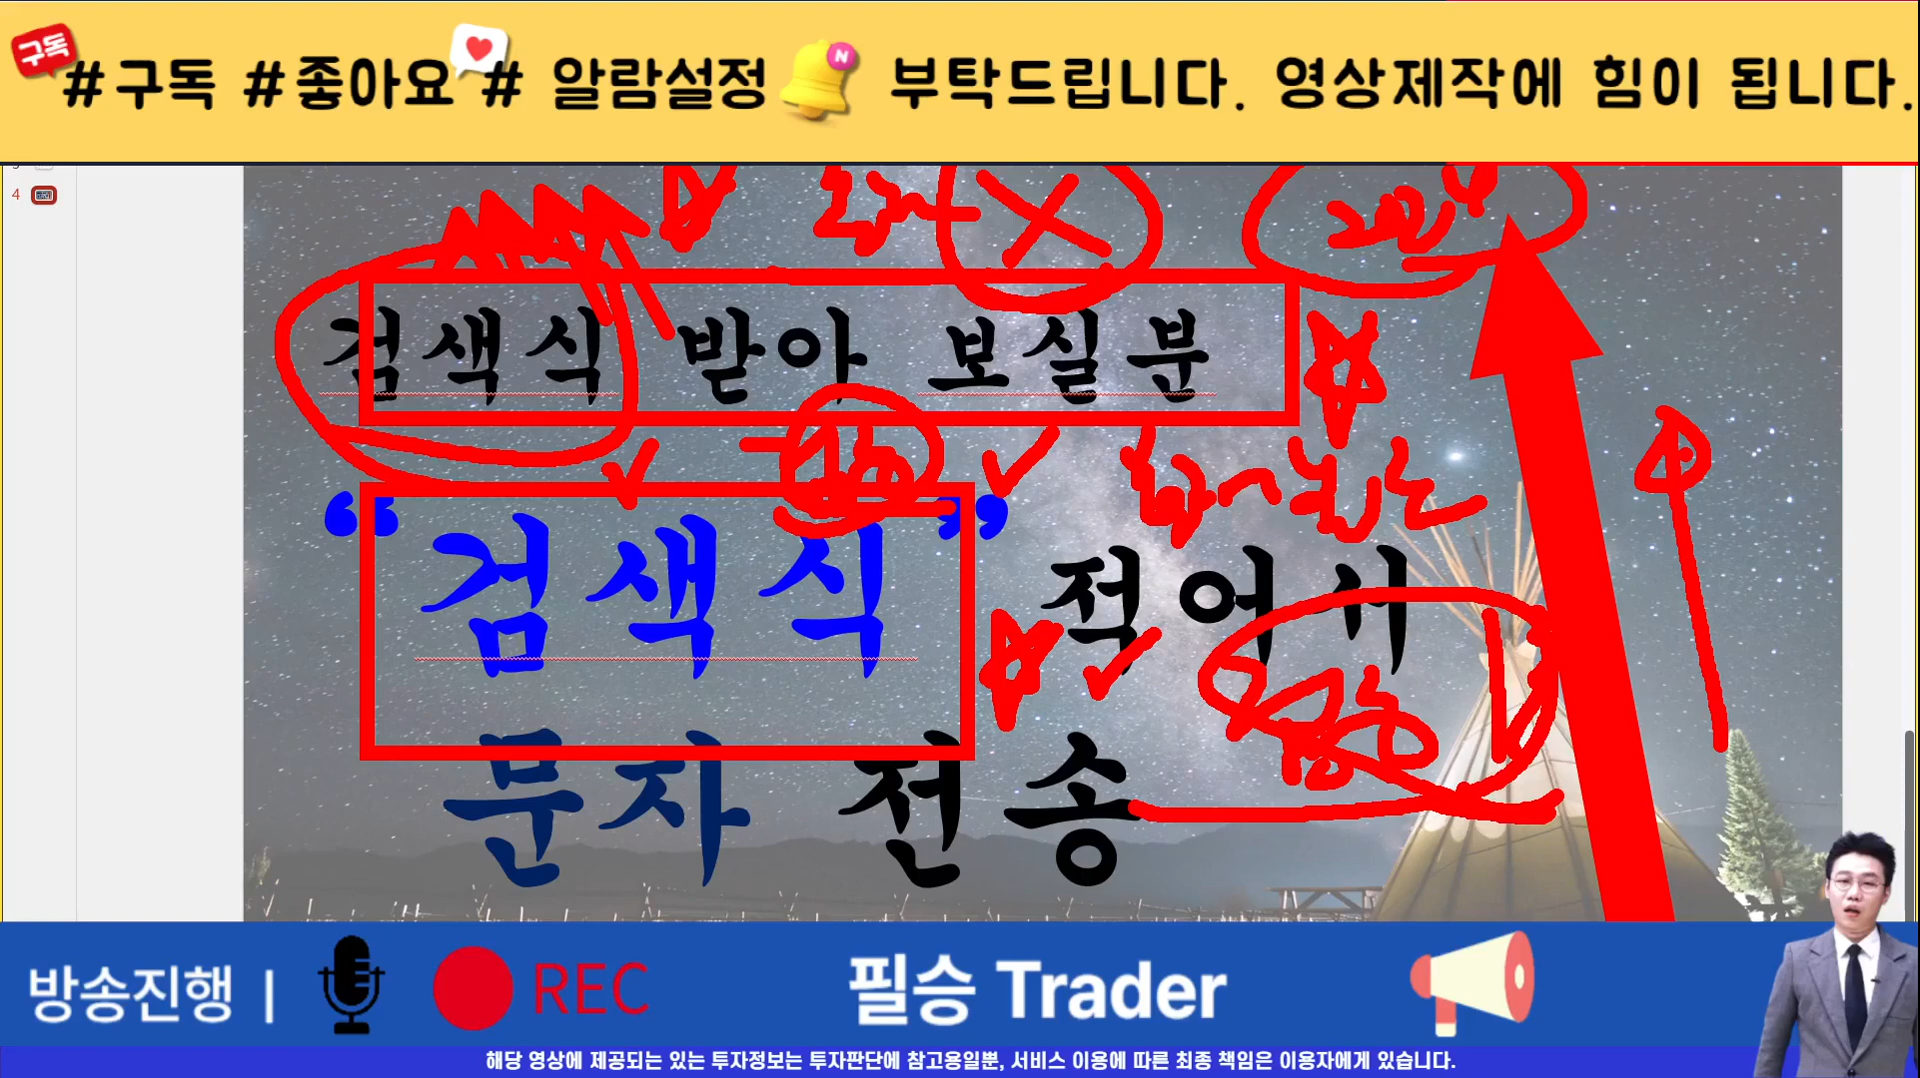 구독
#구독 #좋아요 # 알람설정 N 부탁드립니다. 영상제작에 힘이 됩니다.
4
검색식 받아 보실분
“검색식” 적어서
문자 전송
방송진행 | REC 필승 Trader
해당 영상에 제공되는 있는 투자정보는 투자판단에 참고용일뿐, 서비스 이용에 따른 최종 책임은 이용자에게 있습니다.